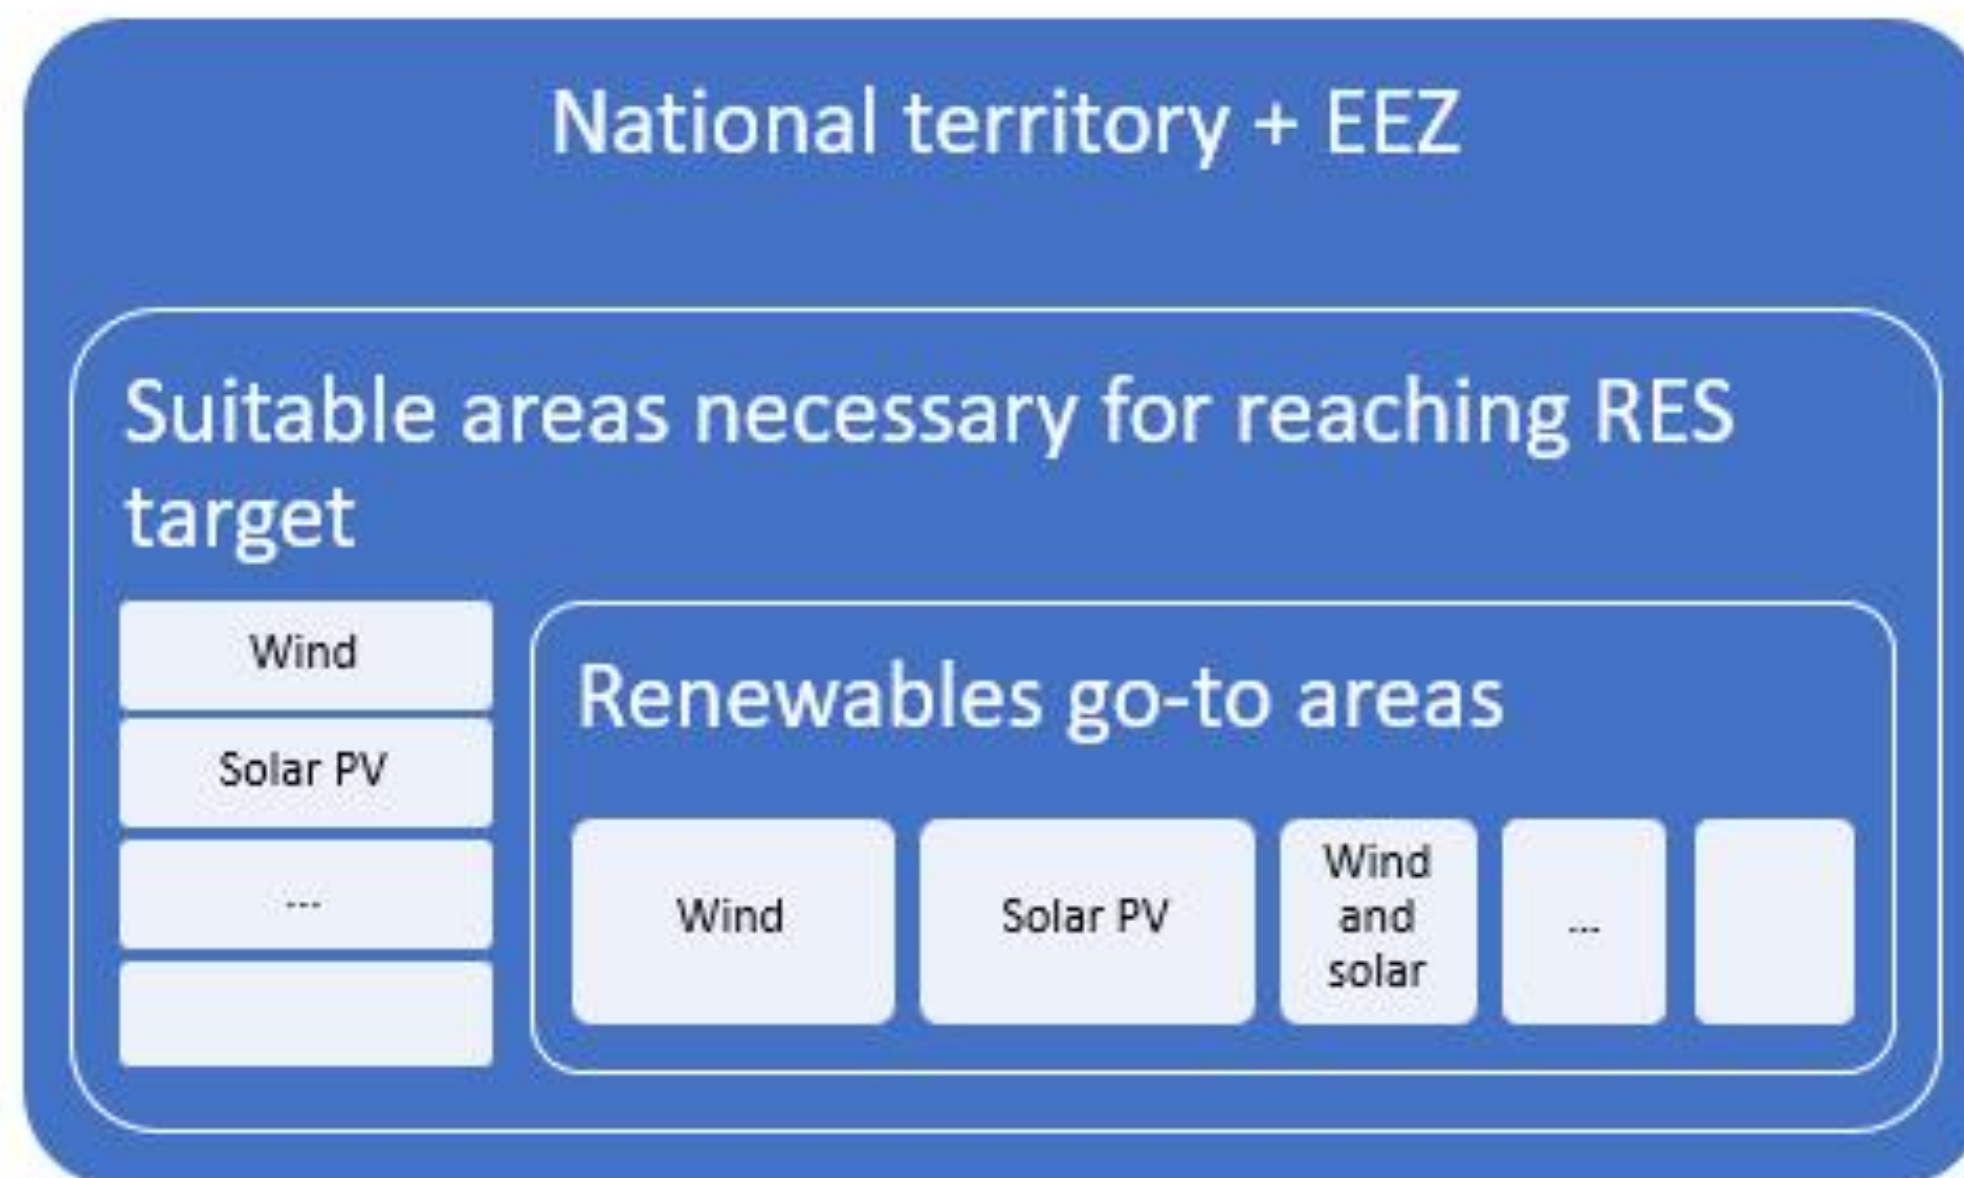 National territory + EEZ
Suitable areas necessary for reaching RES
target
Wind
Solar PV
...
Renewables go-to areas
Wind
Solar PV
Wind
and
solar
...